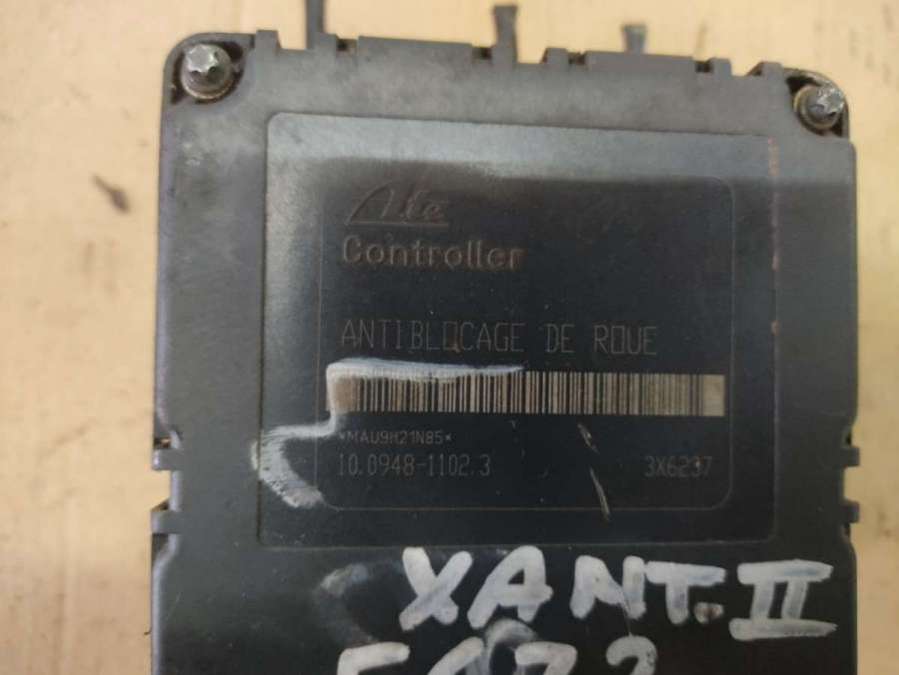 Ate
Controller
ANTIBLOCAGE DE ROUE
*MAU9H21N85*
10.0948-1102.3 3X6237
XANT. II